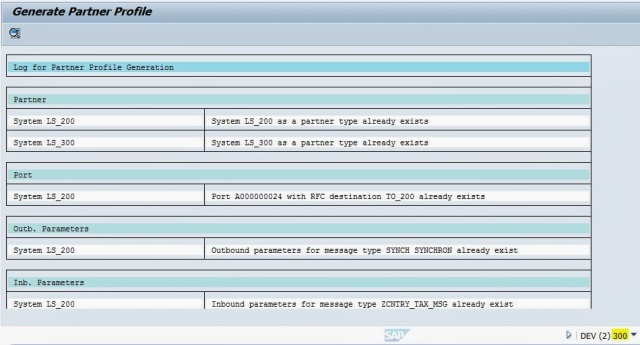 Generate Partner Profile
Log for Partner Profile Generation
Partner
System LS_200 System LS_200 as a partner type already exists
System LS_300 System LS_300 as a partner type already exists
Port
System LS_200 Port A000000024 with RFC destination TO_200 already exists
Outb. Parameters
System LS_200 Outbound parameters for message type SYNCH SYNCHRON already exist
Inb. Parameters
System LS_200 Inbound parameters for message type ZCNTRY_TAX_MSG already exist
SAP DEV (2) 300